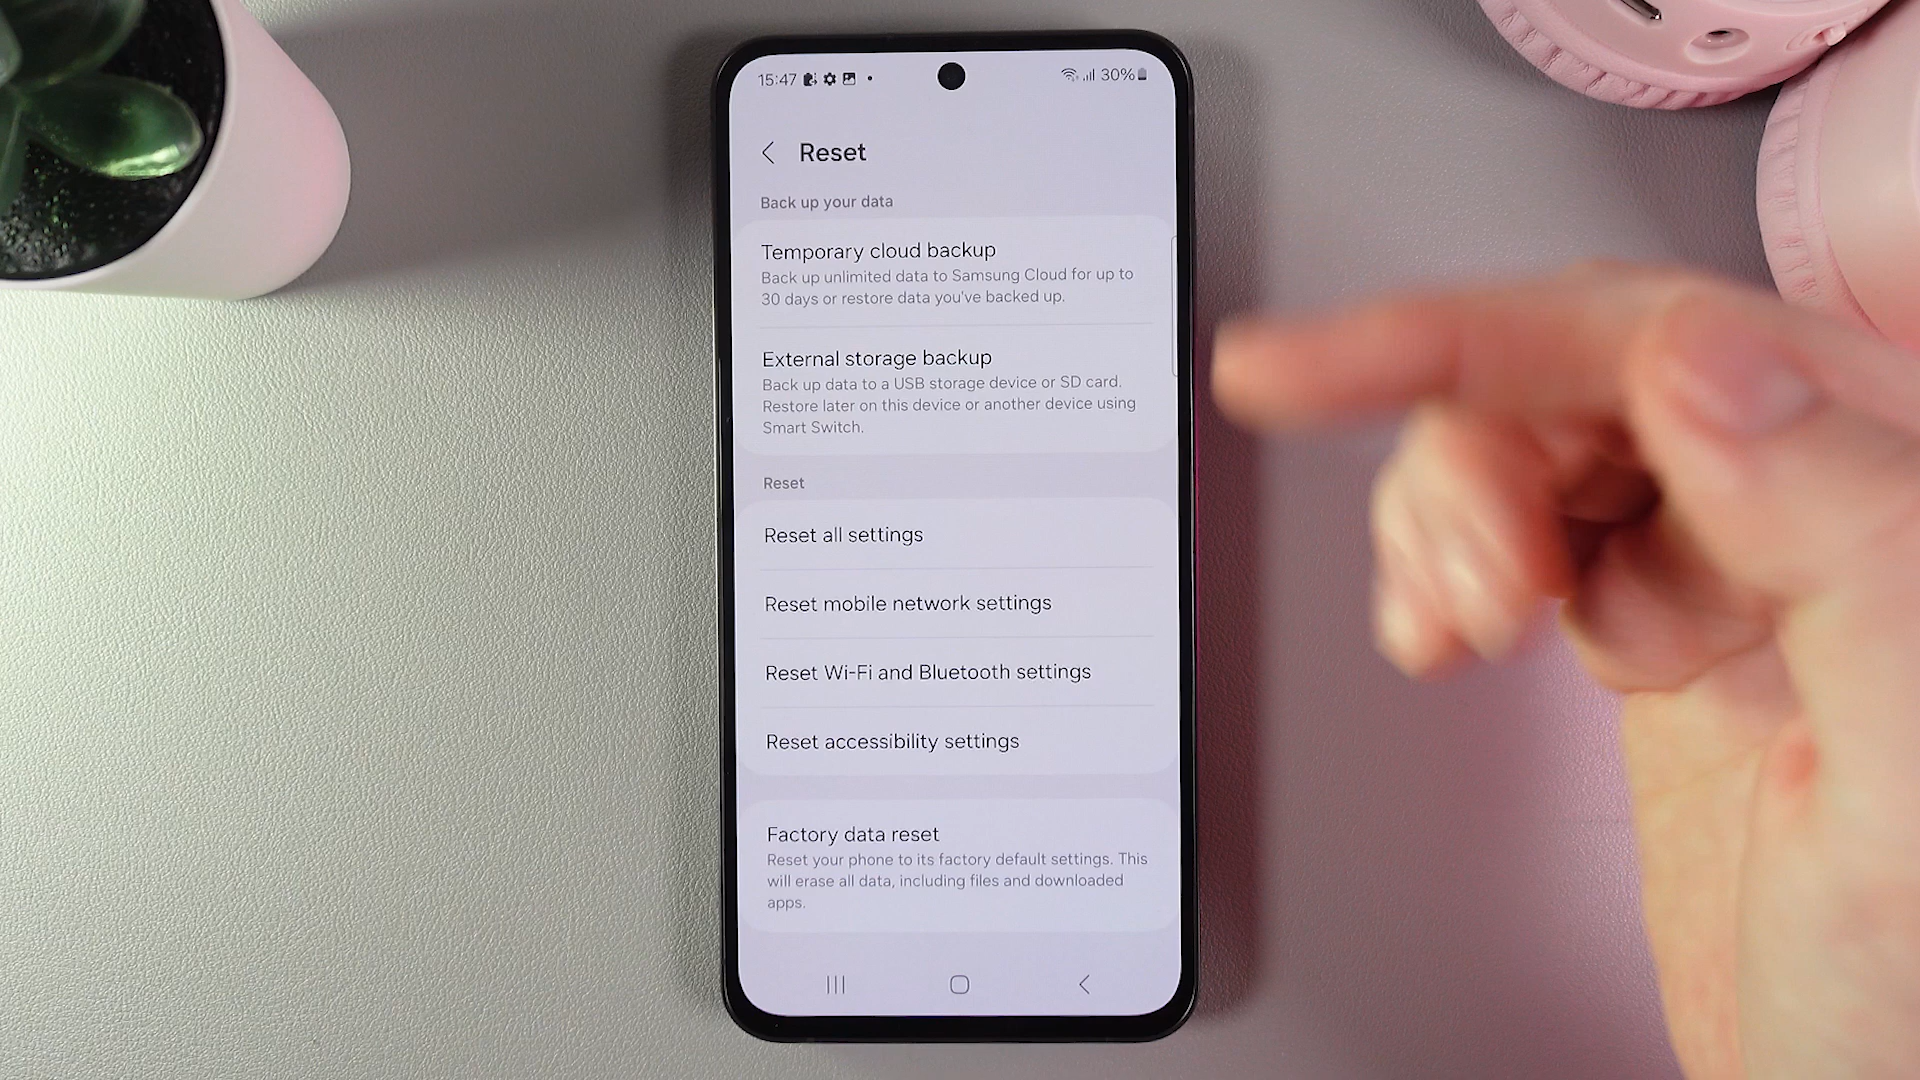 15:47
30%
Reset
Back up your data
Temporary cloud backup
Back up unlimited data to Samsung Cloud for up to
30 days or restore data you've backed up.
External storage backup
Back up data to a USB storage device or SD card.
Restore later on this device or another device using
Smart Switch.
Reset
Reset all settings
Reset mobile network settings
Reset Wi-Fi and Bluetooth settings
Reset accessibility settings
Factory data reset
Reset your phone to its factory default settings. This
will erase all data, including files and downloaded
apps.